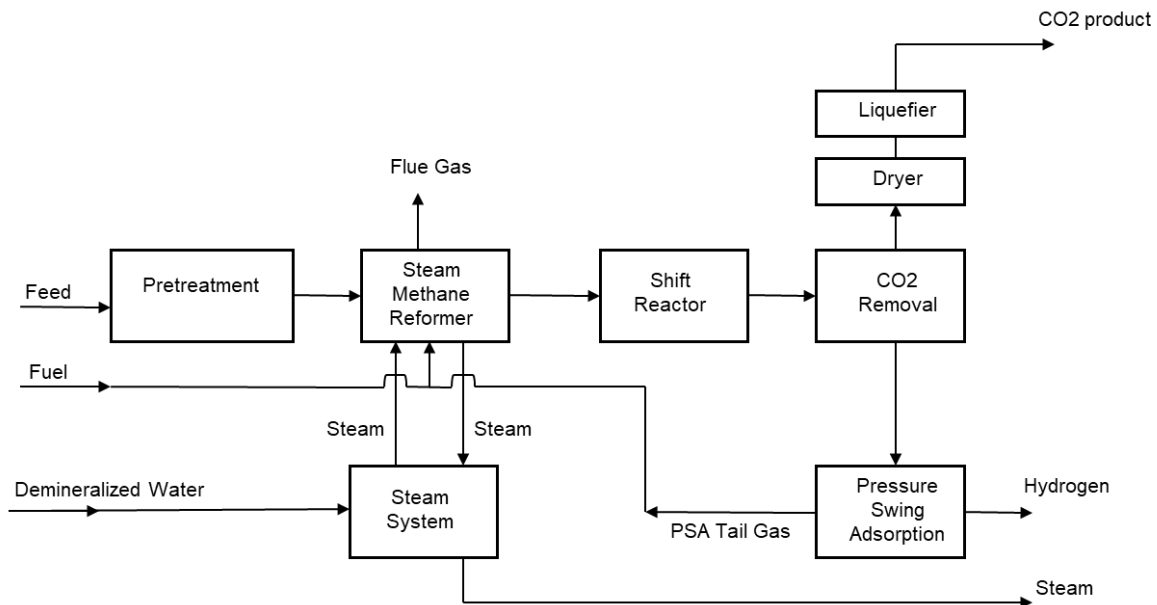 CO2 product
Liquefier
Dryer
Flue Gas
Feed
Pretreatment
Steam
Methane
Reformer
Shift
Reactor
CO2
Removal
Fuel
Steam
Steam
Demineralized Water
Steam
System
PSA Tail Gas
Pressure
Swing
Adsorption
Hydrogen
Steam